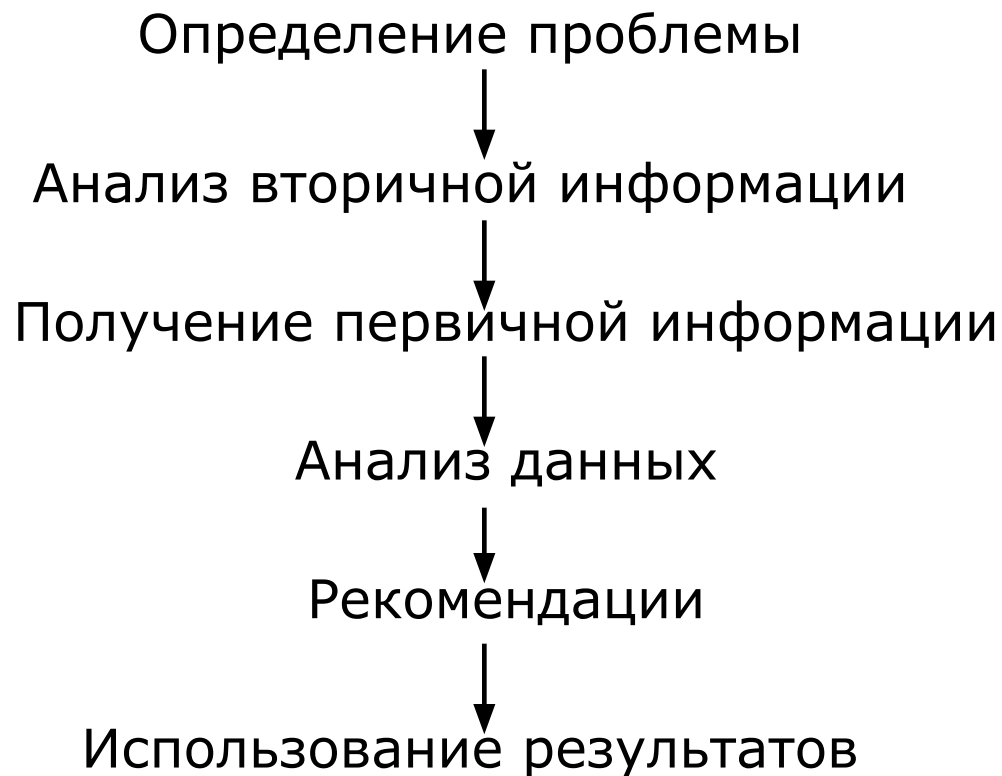 Определение проблемы
Анализ вторичной информации
Получение первичной информации
Анализ данных
Рекомендации
Использование результатов